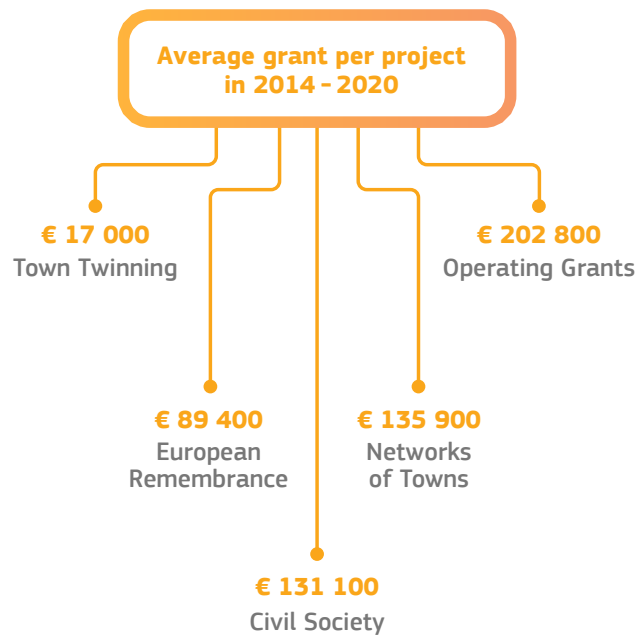 Average grant per project
in 2014 – 2020
€ 17 000
Town Twinning
€ 202 800
Operating Grants
€ 89 400
European
Remembrance
€ 135 900
Networks
of Towns
€ 131 100
Civil Society